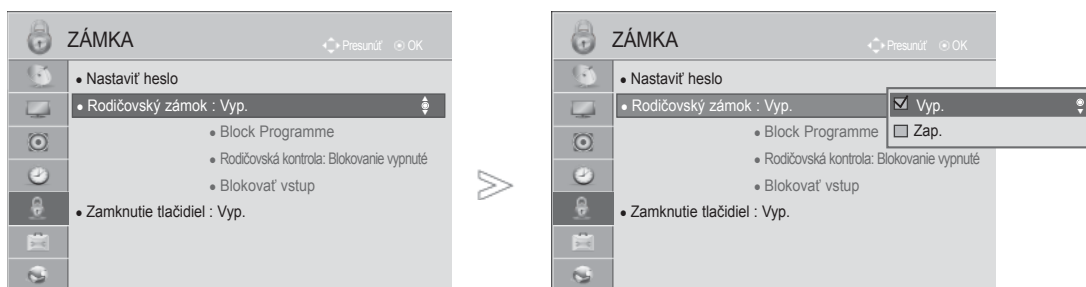 ZÁMKA
Presunúť OK
• Nastaviť heslo
• Rodičovský zámok : Vyp.
• Block Programme
• Rodičovská kontrola: Blokovanie vypnuté
• Blokovať vstup
• Zamknutie tlačidiel : Vyp.
ZÁMKA
Presunúť OK
• Nastaviť heslo
• Rodičovský zámok : Vyp.
Vyp.
Zap.
• Block Programme
• Rodičovská kontrola: Blokovanie vypnuté
• Blokovať vstup
• Zamknutie tlačidiel : Vyp.